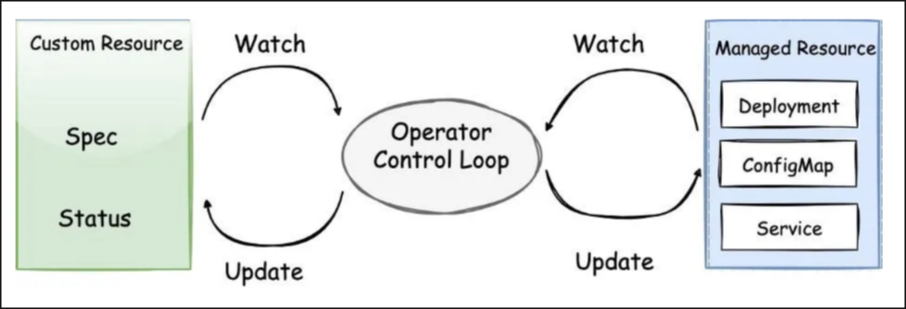 Custom Resource
Spec
Status
Watch
Update
Operator
Control Loop
Watch
Update
Managed Resource
Deployment
ConfigMap
Service